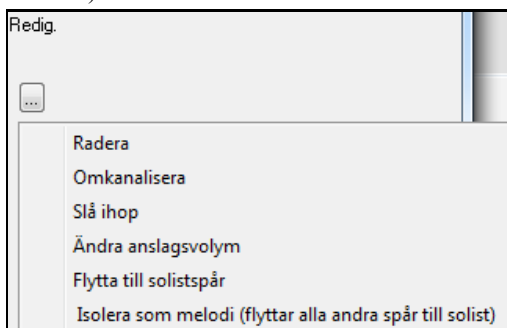 Redig.
...
Radera
Omkanalisera
Slå ihop
Ändra anslagsvolym
Flytta till solistspår
Isolera som melodi (flyttar alla andra spår till solist)